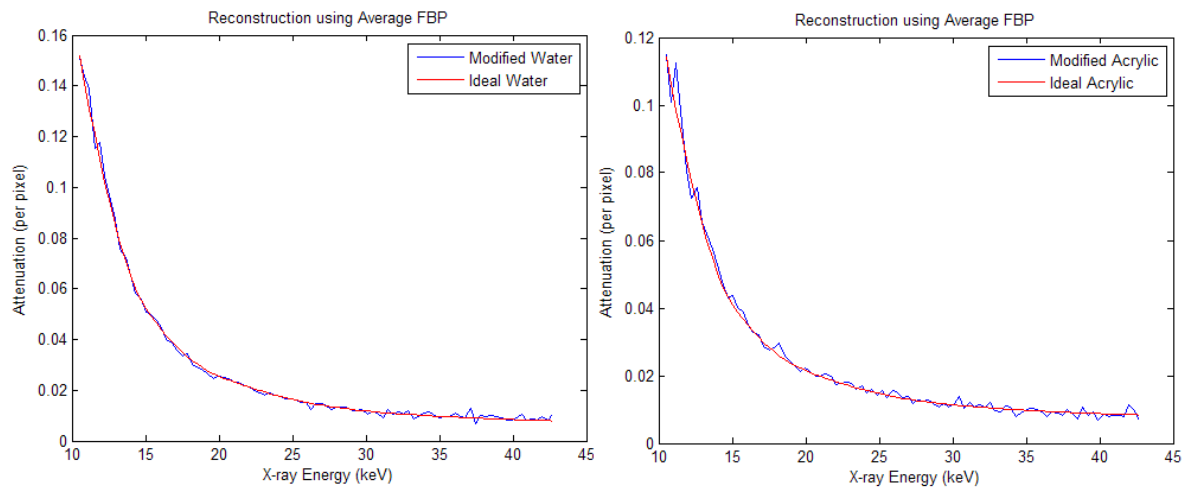 Reconstruction using Average FBP
0.16
0.14
0.12
0.1
0.08
0.06
0.04
0.02
0
Attenuation (per pixel)
Modified Water
Ideal Water
10 15 20 25 30 35 40 45
X-ray Energy (keV)
Reconstruction using Average FBP
0.12
0.1
0.08
0.06
0.04
0.02
0
Attenuation (per pixel)
Modified Acrylic
Ideal Acrylic
10 15 20 25 30 35 40 45
X-ray Energy (keV)